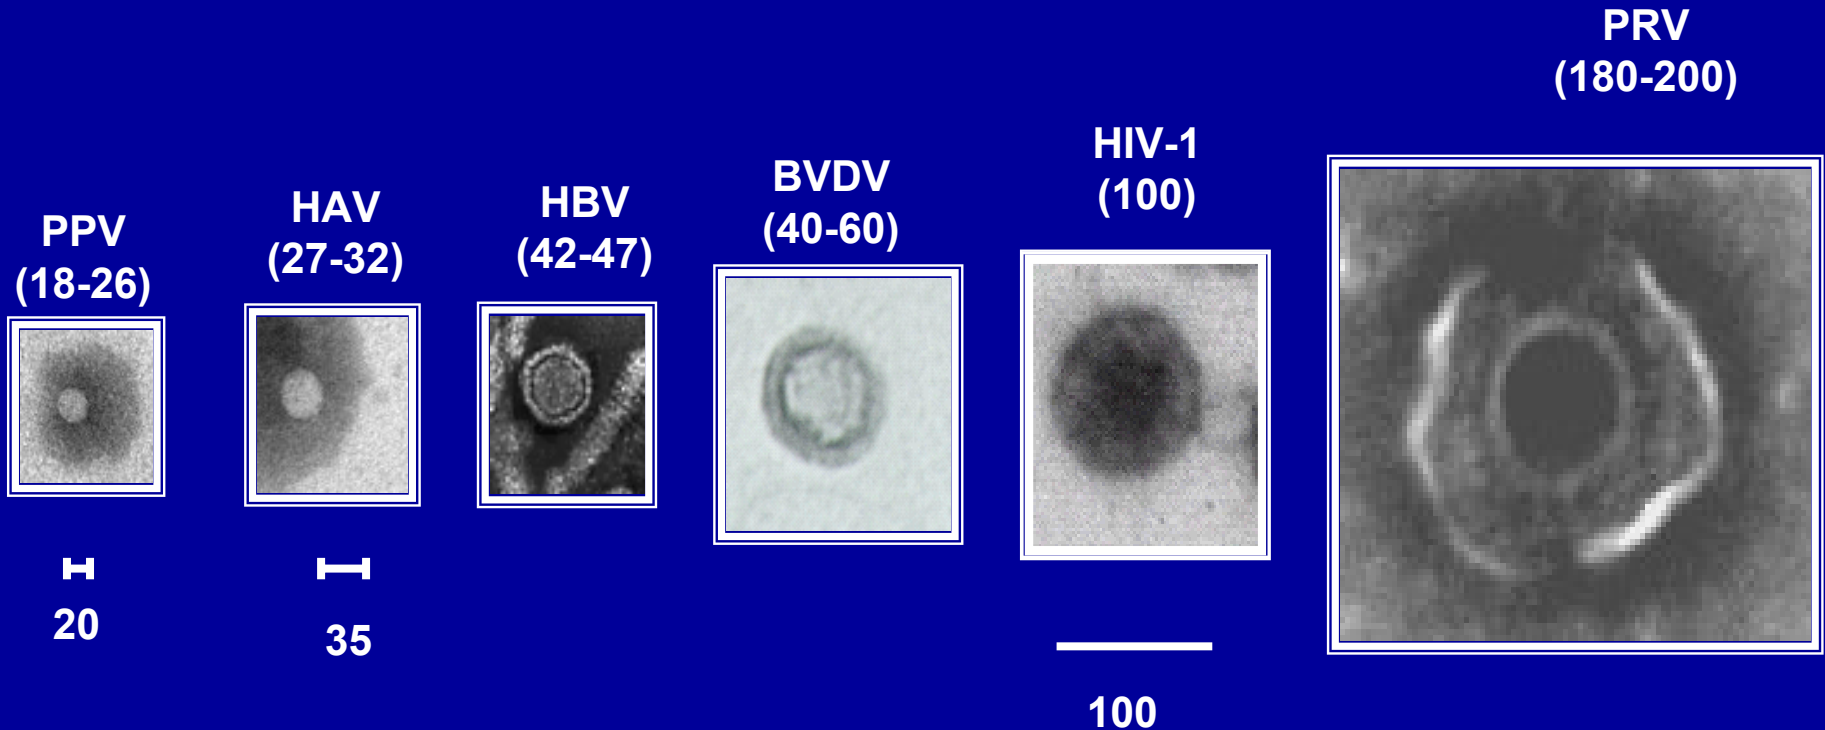 PPV
(18-26)
HAV
(27-32)
HBV
(42-47)
BVDV
(40-60)
HIV-1
(100)
PRV
(180-200)
20
35
100